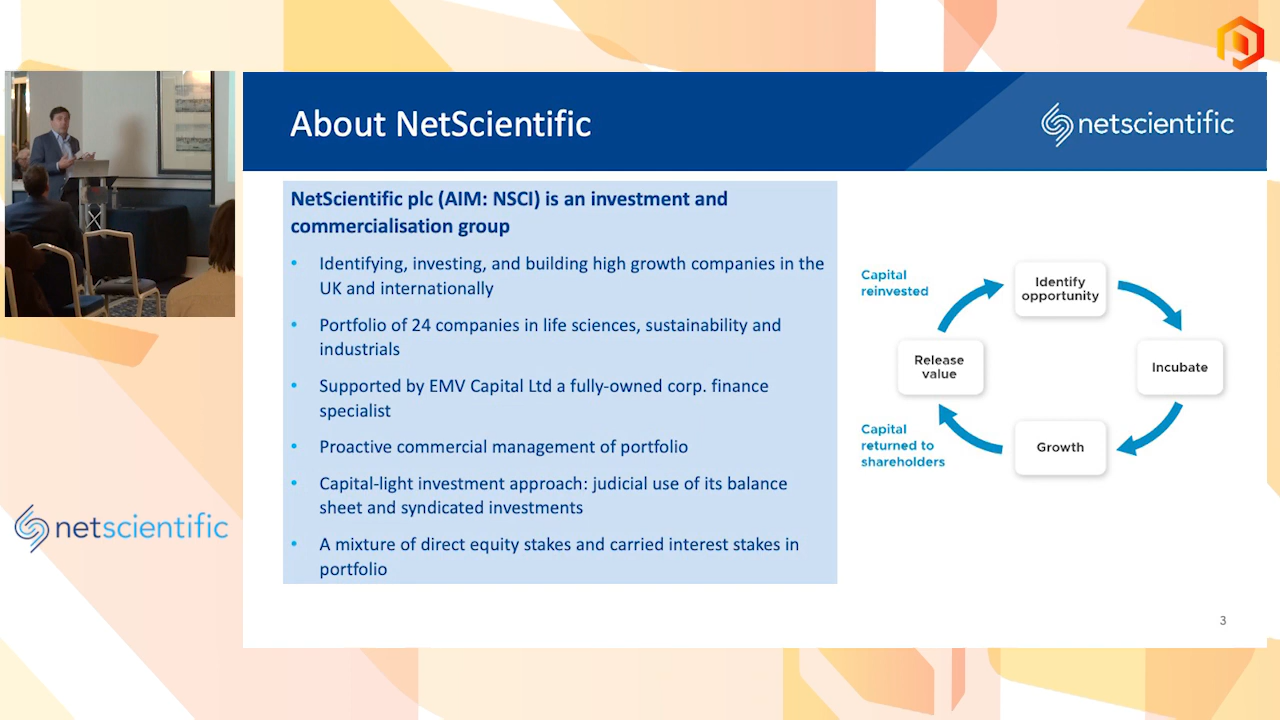 About NetScientific
netscientific
NetScientific plc (AIM: NSCI) is an investment and
commercialisation group
• Identifying, investing, and building high growth companies in the
UK and internationally
• Portfolio of 24 companies in life sciences, sustainability and
industrials
• Supported by EMV Capital Ltd a fully-owned corp. finance
specialist
• Proactive commercial management of portfolio
• Capital-light investment approach: judicial use of its balance
sheet and syndicated investments
• A mixture of direct equity stakes and carried interest stakes in
portfolio
Capital
reinvested
Identify
opportunity
Release
value
Incubate
Capital
returned to
shareholders
Growth
netscientific
3